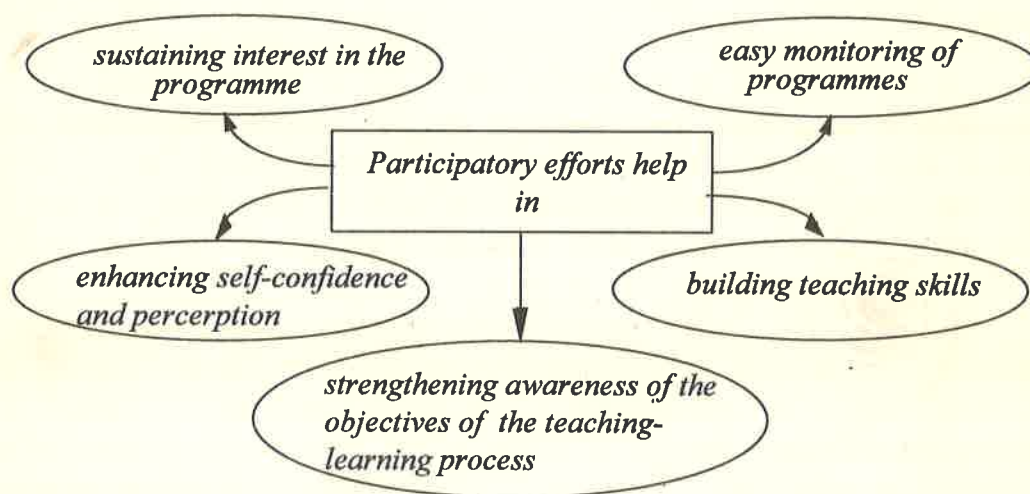 sustaining interest in the
programme
easy monitoring of
programmes
Participatory efforts help
in
enhancing self-confidence
and percerption
building teaching skills
strengthening awareness of the
objectives of the teaching-
learning process